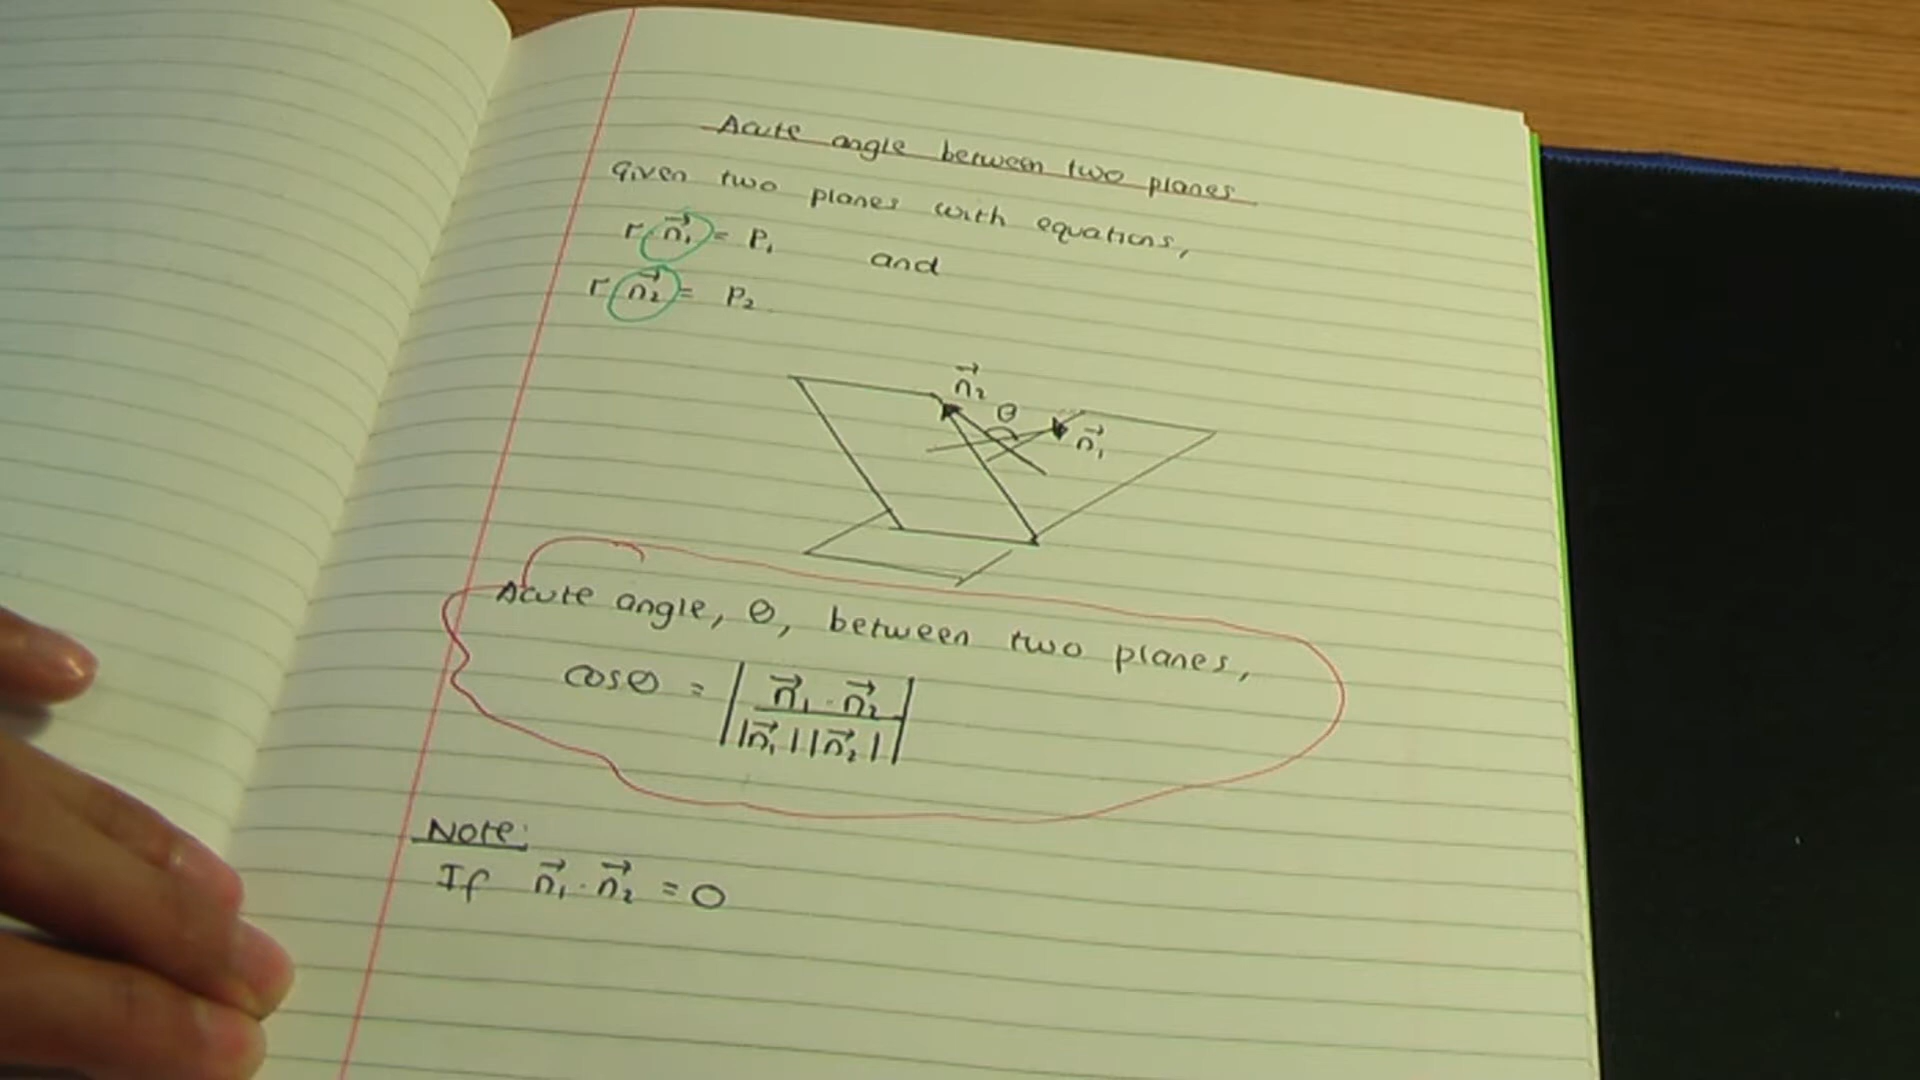 Acute angle between two planes
Given two planes with equations,
r·n⃗₁ = P₁ and
r·n⃗₂ = P₂
n⃗₂
θ
n⃗₁
Acute angle, θ, between two planes,
cosθ = | n⃗₁ · n⃗₂ / |n⃗₁| |n⃗₂| |
Note:
If n⃗₁ · n⃗₂ = 0